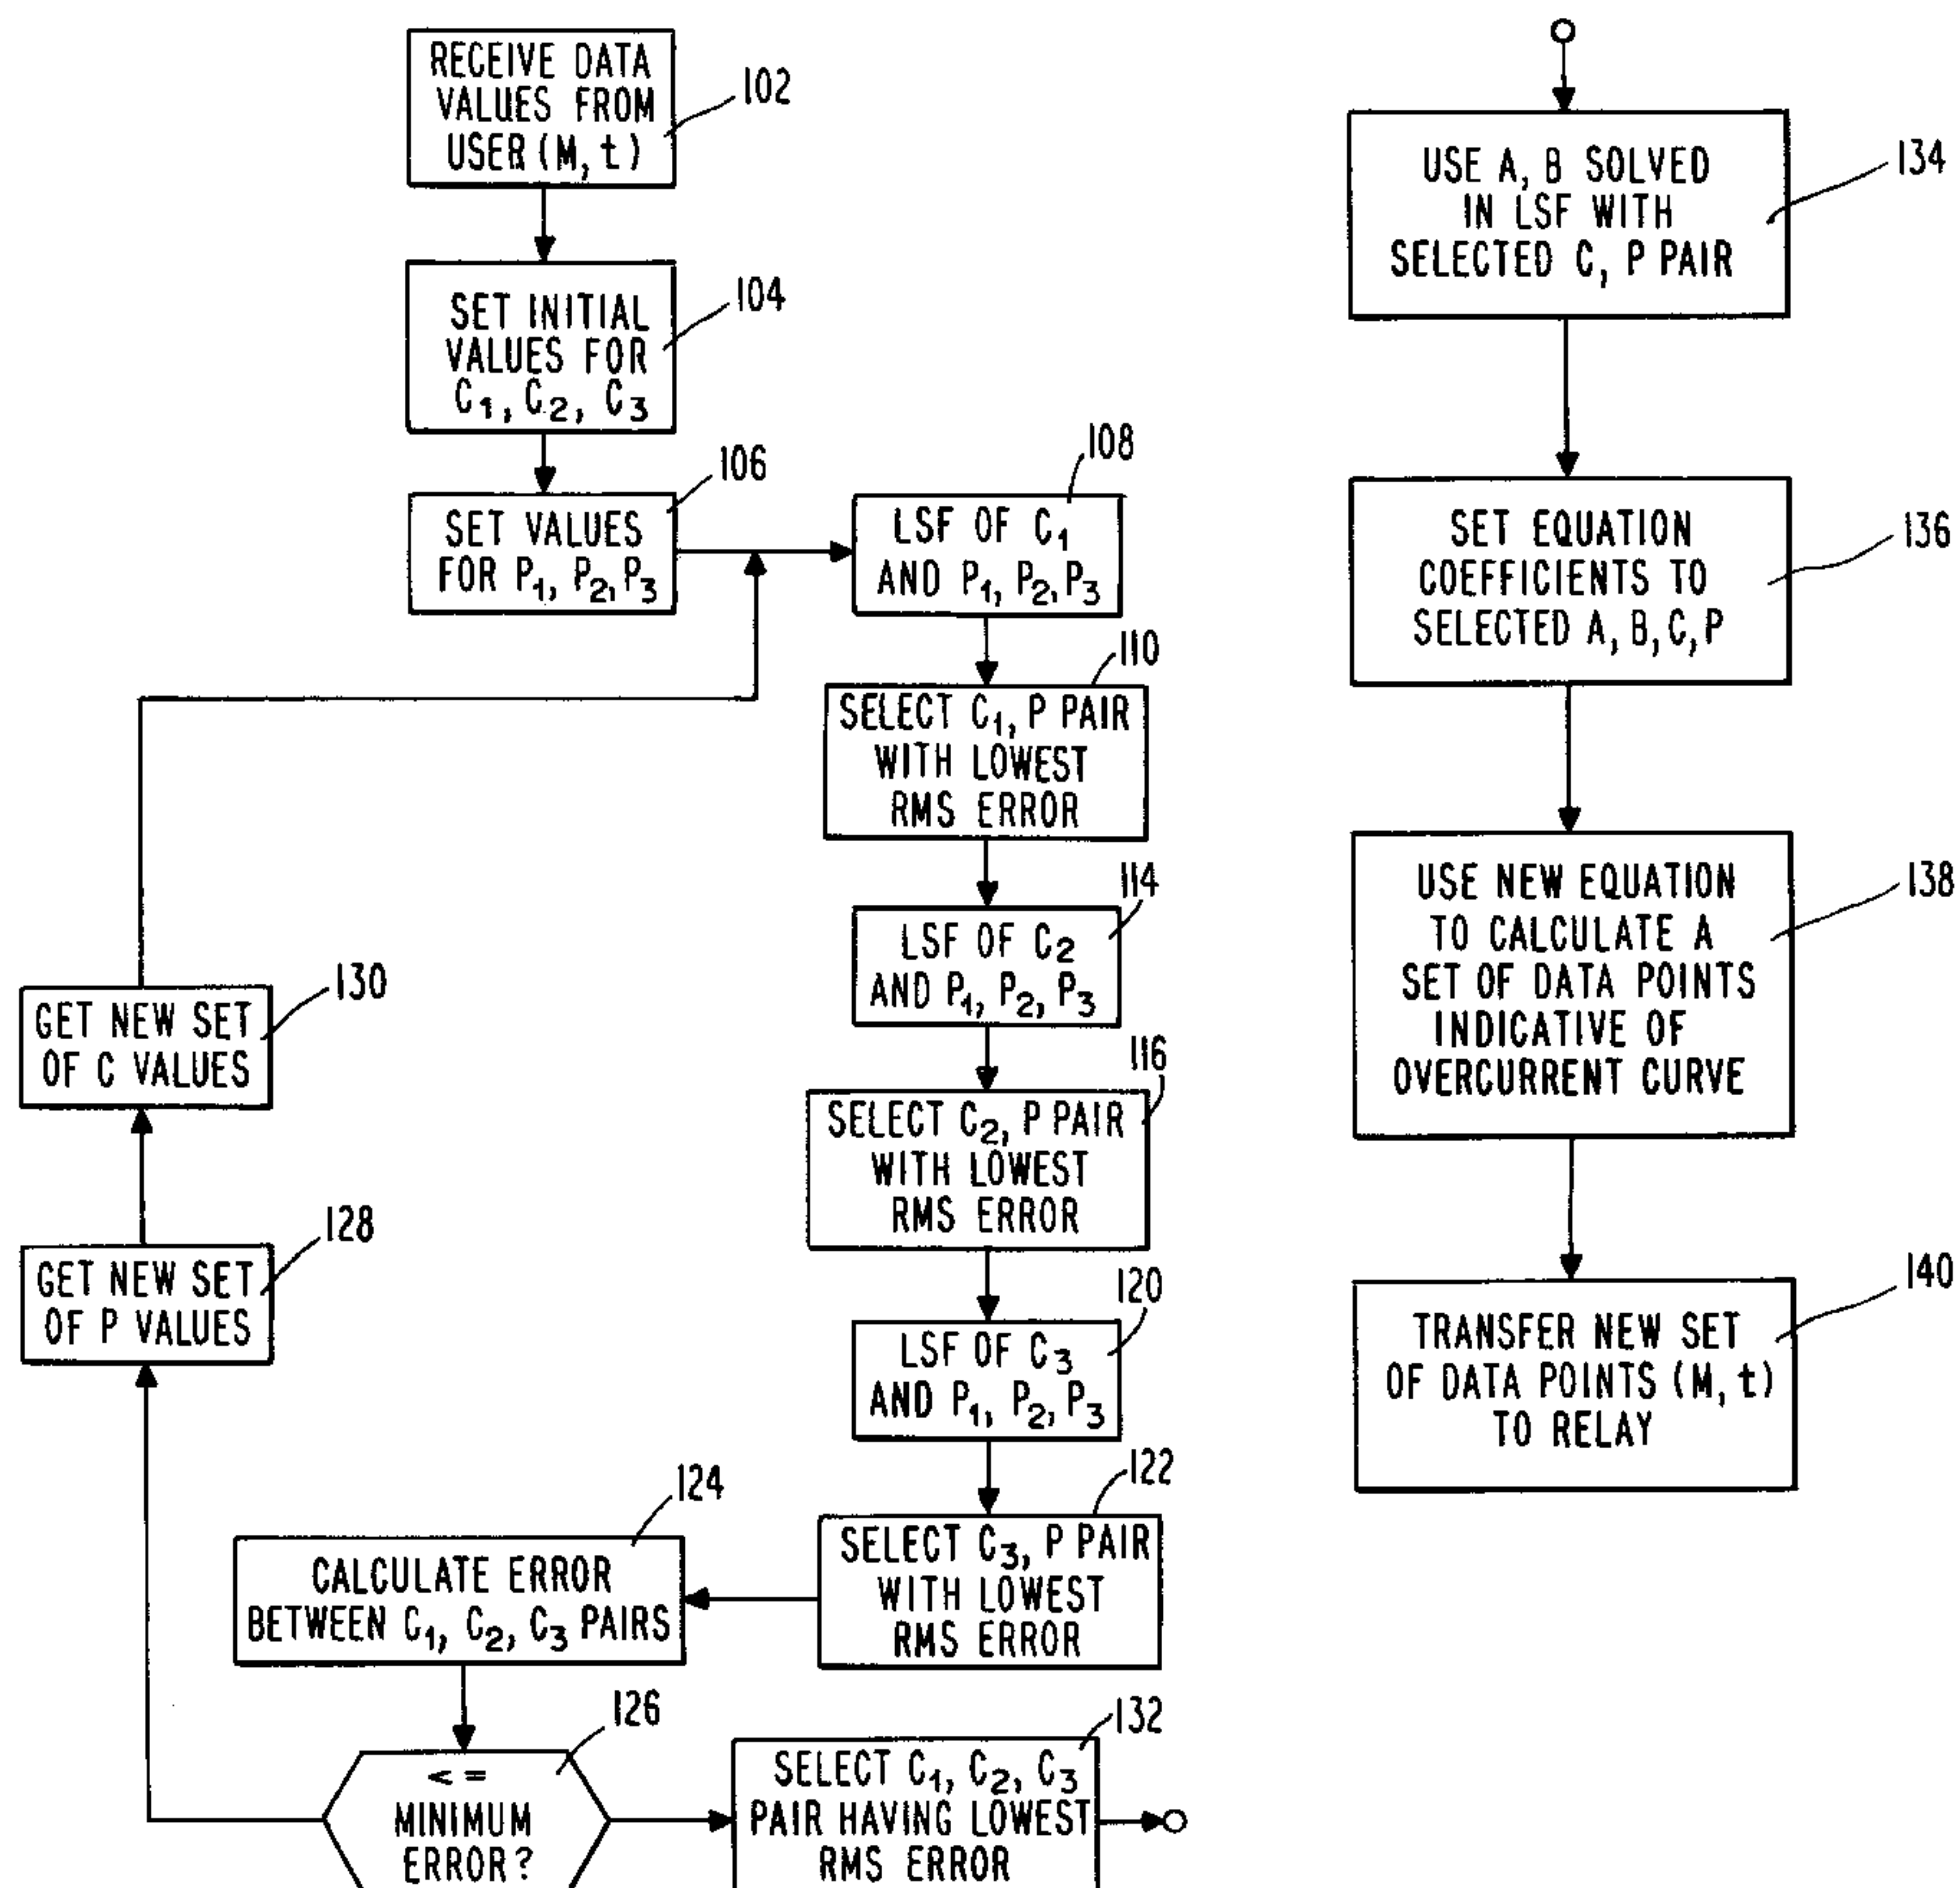 RECEIVE DATA
VALUES FROM
USER (M, t)
102
SET INITIAL
VALUES FOR
C1, C2, C3
104
SET VALUES
FOR P1, P2, P3
106
LSF OF C1
AND P1, P2, P3
108
SELECT C1, P PAIR
WITH LOWEST
RMS ERROR
110
LSF OF C2
AND P1, P2, P3
114
SELECT C2, P PAIR
WITH LOWEST
RMS ERROR
116
LSF OF C3
AND P1, P2, P3
120
SELECT C3, P PAIR
WITH LOWEST
RMS ERROR
122
CALCULATE ERROR
BETWEEN C1, C2, C3 PAIRS
124
<=
MINIMUM
ERROR?
126
GET NEW SET
OF P VALUES
128
GET NEW SET
OF C VALUES
130
SELECT C1, C2, C3
PAIR HAVING LOWEST
RMS ERROR
132
USE A, B SOLVED
IN LSF WITH
SELECTED C, P PAIR
134
SET EQUATION
COEFFICIENTS TO
SELECTED A, B, C, P
136
USE NEW EQUATION
TO CALCULATE A
SET OF DATA POINTS
INDICATIVE OF
OVERCURRENT CURVE
138
TRANSFER NEW SET
OF DATA POINTS (M, t)
TO RELAY
140